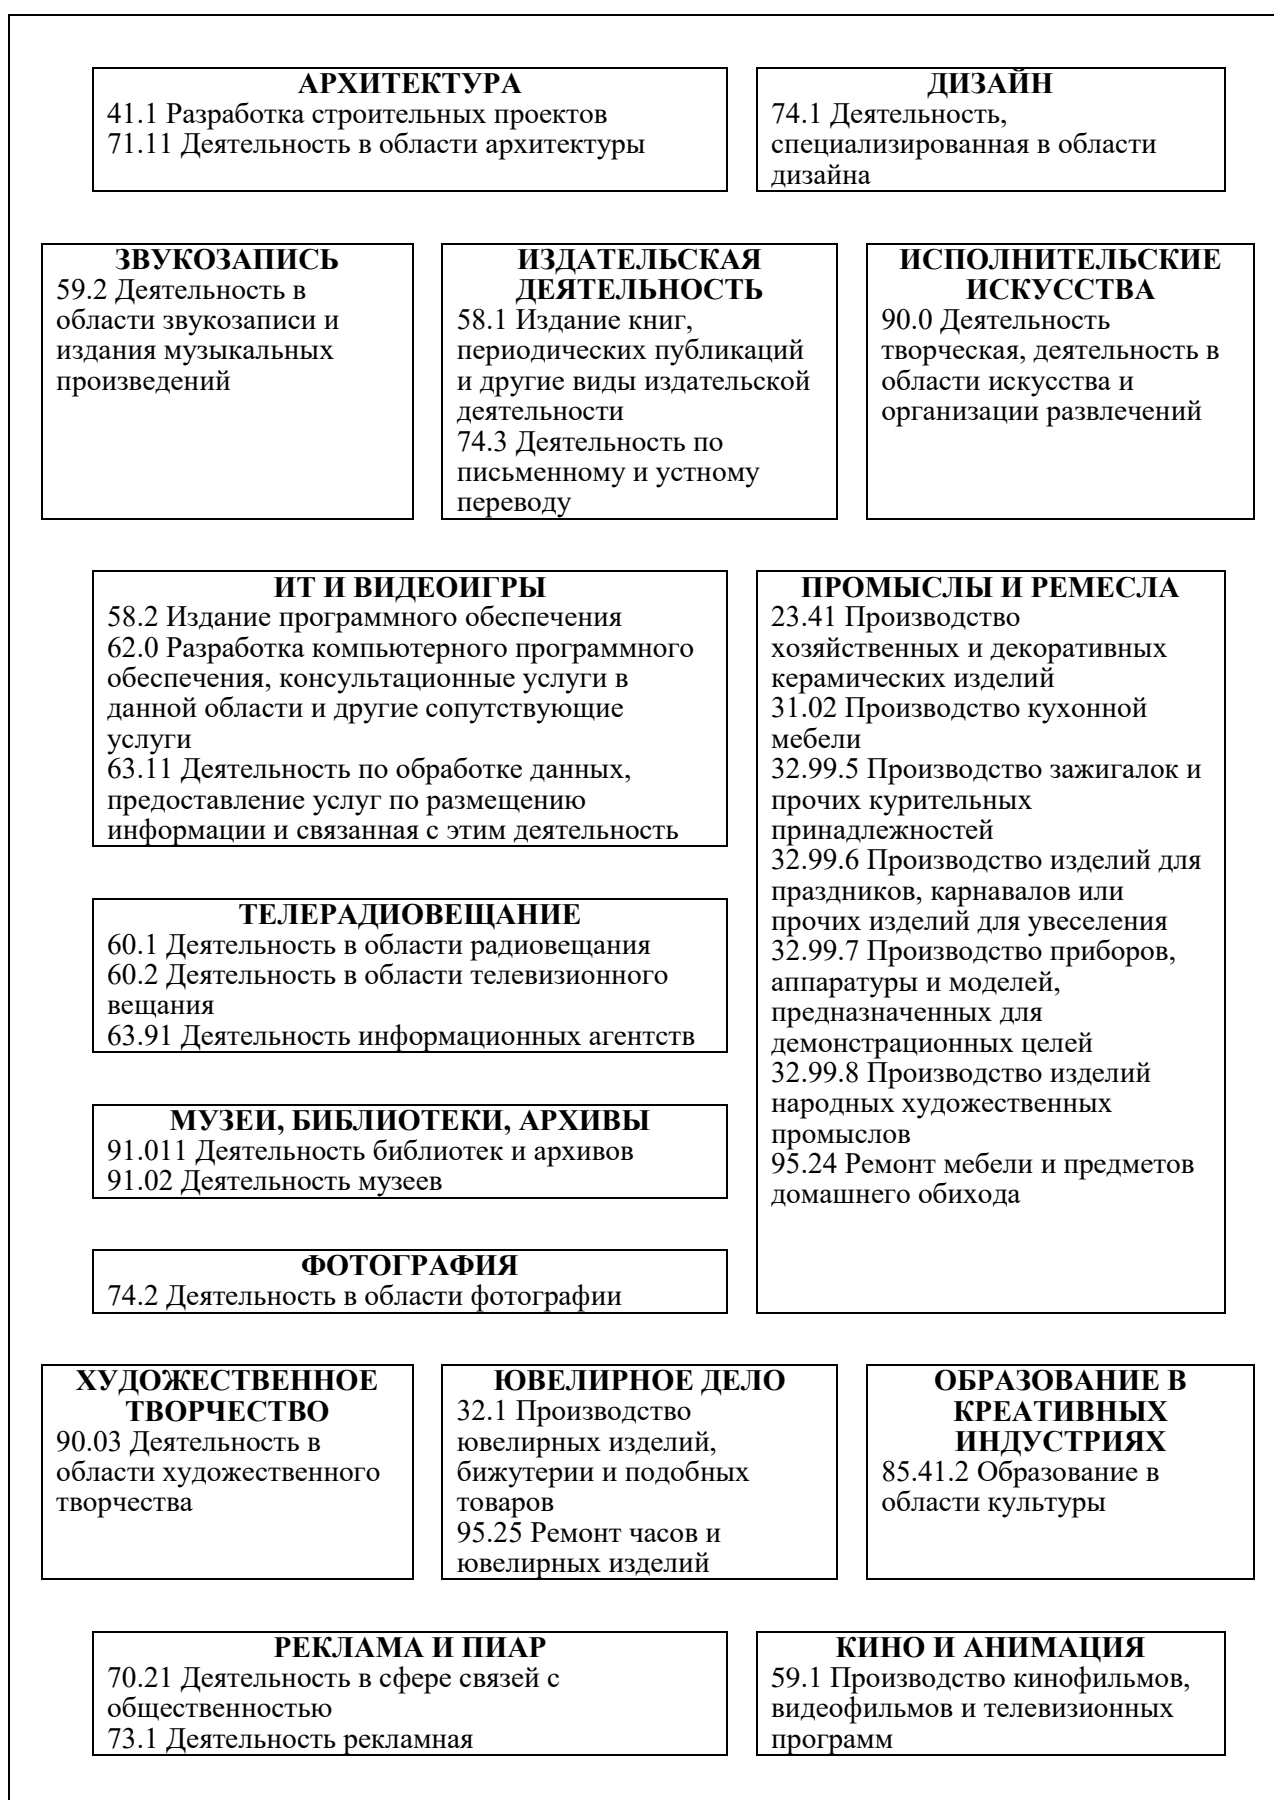 АРХИТЕКТУРА
41.1 Разработка строительных проектов
71.11 Деятельность в области архитектуры
ДИЗАЙН
74.1 Деятельность,
специализированная в области
дизайна
ЗВУКОЗАПИСЬ
59.2 Деятельность в
области звукозаписи и
издания музыкальных
произведений
ИЗДАТЕЛЬСКАЯ
ДЕЯТЕЛЬНОСТЬ
58.1 Издание книг,
периодических публикаций
и другие виды издательской
деятельности
74.3 Деятельность по
письменному и устному
переводу
ИСПОЛНИТЕЛЬСКИЕ
ИСКУССТВА
90.0 Деятельность
творческая, деятельность в
области искусства и
организации развлечений
ИТ И ВИДЕОИГРЫ
58.2 Издание программного обеспечения
62.0 Разработка компьютерного программного
обеспечения, консультационные услуги в
данной области и другие сопутствующие
услуги
63.11 Деятельность по обработке данных,
предоставление услуг по размещению
информации и связанная с этим деятельность
ПРОМЫСЛЫ И РЕМЕСЛА
23.41 Производство
хозяйственных и декоративных
керамических изделий
31.02 Производство кухонной
мебели
32.99.5 Производство зажигалок и
прочих курительных
принадлежностей
32.99.6 Производство изделий для
праздников, карнавалов или
прочих изделий для увеселения
32.99.7 Производство приборов,
аппаратуры и моделей,
предназначенных для
демонстрационных целей
32.99.8 Производство изделий
народных художественных
промыслов
95.24 Ремонт мебели и предметов
домашнего обихода
ТЕЛЕРАДИОВЕЩАНИЕ
60.1 Деятельность в области радиовещания
60.2 Деятельность в области телевизионного
вещания
63.91 Деятельность информационных агентств
МУЗЕИ, БИБЛИОТЕКИ, АРХИВЫ
91.011 Деятельность библиотек и архивов
91.02 Деятельность музеев
ФОТОГРАФИЯ
74.2 Деятельность в области фотографии
ХУДОЖЕСТВЕННОЕ
ТВОРЧЕСТВО
90.03 Деятельность в
области художественного
творчества
ЮВЕЛИРНОЕ ДЕЛО
32.1 Производство
ювелирных изделий,
бижутерии и подобных
товаров
95.25 Ремонт часов и
ювелирных изделий
ОБРАЗОВАНИЕ В
КРЕАТИВНЫХ
ИНДУСТРИЯХ
85.41.2 Образование в
области культуры
РЕКЛАМА И ПИАР
70.21 Деятельность в сфере связей с
общественностью
73.1 Деятельность рекламная
КИНО И АНИМАЦИЯ
59.1 Производство кинофильмов,
видеофильмов и телевизионных
программ